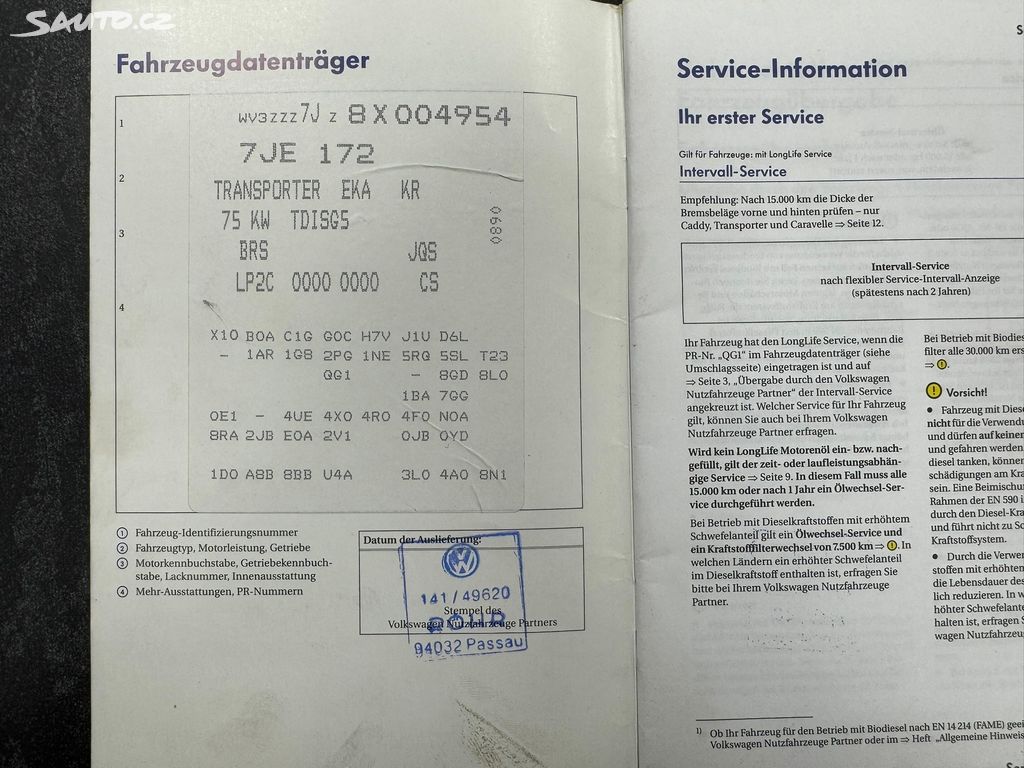 SAUTO.CZ
Fahrzeugdatenträger
1
WV3ZZZ7J Z 8X004954
7JE 172
2
TRANSPORTER EKA KR
75 KW TDI5G5
0890
3
BRS JQS
LP2C 0000 0000 CS
4
X10 B0A C1G G0C H7V J1U D6L
- 1AR 1G8 2PG 1NE 5RQ 5SL T23
QG1 - 8GD 8L0
1BA 7GG
0E1 - 4UE 4X0 4R0 4F0 N0A
8RA 2JB E0A 2V1 0JB 0YD
1D0 A8B 8BB U4A 3L0 4A0 8N1
1 Fahrzeug-Identifizierungsnummer
2 Fahrzeugtyp, Motorleistung, Getriebe
3 Motorkennbuchstabe, Getriebekennbuch-
stabe, Lacknummer, Innenausstattung
4 Mehr-Ausstattungen, PR-Nummern
Datum der Auslieferung:
141/49620
Stempel des
Volkswagen Nutzfahrzeuge Partners
94032 Passau
Service-Information
Ihr erster Service
Gilt für Fahrzeuge: mit LongLife Service
Intervall-Service
Empfehlung: Nach 15.000 km die Dicke der
Bremsbeläge vorne und hinten prüfen – nur
Caddy, Transporter und Caravelle ⇒ Seite 12.
Intervall-Service
nach flexibler Service-Intervall-Anzeige
(spätestens nach 2 Jahren)
Ihr Fahrzeug hat den LongLife Service, wenn die
PR-Nr. „QG1" im Fahrzeugdatenträger (siehe
Umschlagseite) eingetragen ist und auf
⇒ Seite 3, „Übergabe durch den Volkswagen
Nutzfahrzeuge Partner" der Intervall-Service
angekreuzt ist. Welcher Service für Ihr Fahrzeug
gilt, können Sie auch bei Ihrem Volkswagen
Nutzfahrzeuge Partner erfragen.
Wird kein LongLife Motorenöl ein- bzw. nach-
gefüllt, gilt der zeit- oder laufleistungsabhän-
gige Service ⇒ Seite 9. In diesem Fall muss alle
15.000 km oder nach 1 Jahr ein Ölwechsel-Ser-
vice durchgeführt werden.
Bei Betrieb mit Dieselkraftstoffen mit erhöhtem
Schwefelanteil gilt ein Ölwechsel-Service und
ein Kraftstofffilterwechsel von 7.500 km ⇒ !. In
welchen Ländern ein erhöhter Schwefelanteil
im Dieselkraftstoff enthalten ist, erfragen Sie
bitte bei Ihrem Volkswagen Nutzfahrzeuge
Partner.
Bei Betrieb mit Biodies
filter alle 30.000 km ers
⇒ !.
! Vorsicht!
• Fahrzeug mit Diese
nicht für die Verwendu
und dürfen auf keinen
und gefahren werden
diesel tanken, können
schädigungen am Kra
sein. Eine Beimischun
Rahmen der EN 590 i
durch den Diesel-Kra
und führt nicht zu Sc
Kraftstoffsystem.
• Durch die Verwe
stoffen mit erhöhten
die Lebensdauer des
lich reduzieren. In w
höhter Schwefelante
halten ist, erfragen S
wagen Nutzfahrzeu
1) Ob Ihr Fahrzeug für den Betrieb mit Biodiesel nach EN 14 214 (FAME) geei
Volkswagen Nutzfahrzeuge Partner oder im ⇒ Heft „Allgemeine Hinweis